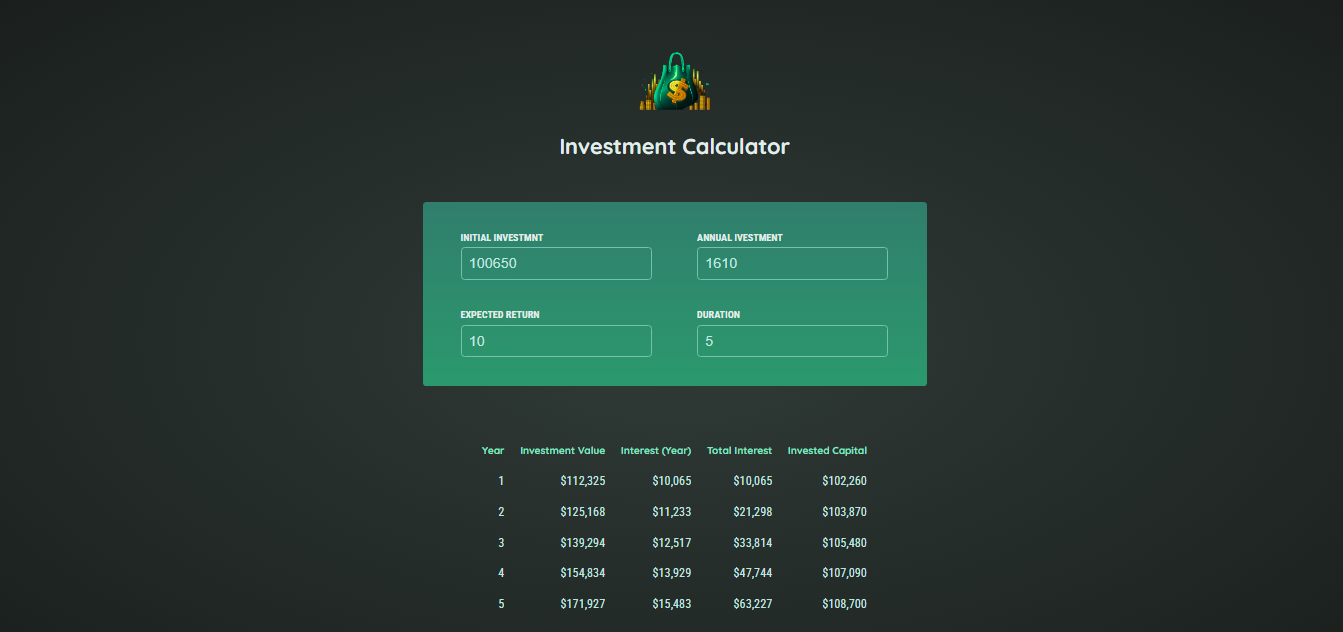 $
Investment Calculator
INITIAL INVESTMNT ANNUAL IVESTMENT
100650 1610
EXPECTED RETURN DURATION
10 5
Year Investment Value Interest (Year) Total Interest Invested Capital
1 $112,325 $10,065 $10,065 $102,260
2 $125,168 $11,233 $21,298 $103,870
3 $139,294 $12,517 $33,814 $105,480
4 $154,834 $13,929 $47,744 $107,090
5 $171,927 $15,483 $63,227 $108,700